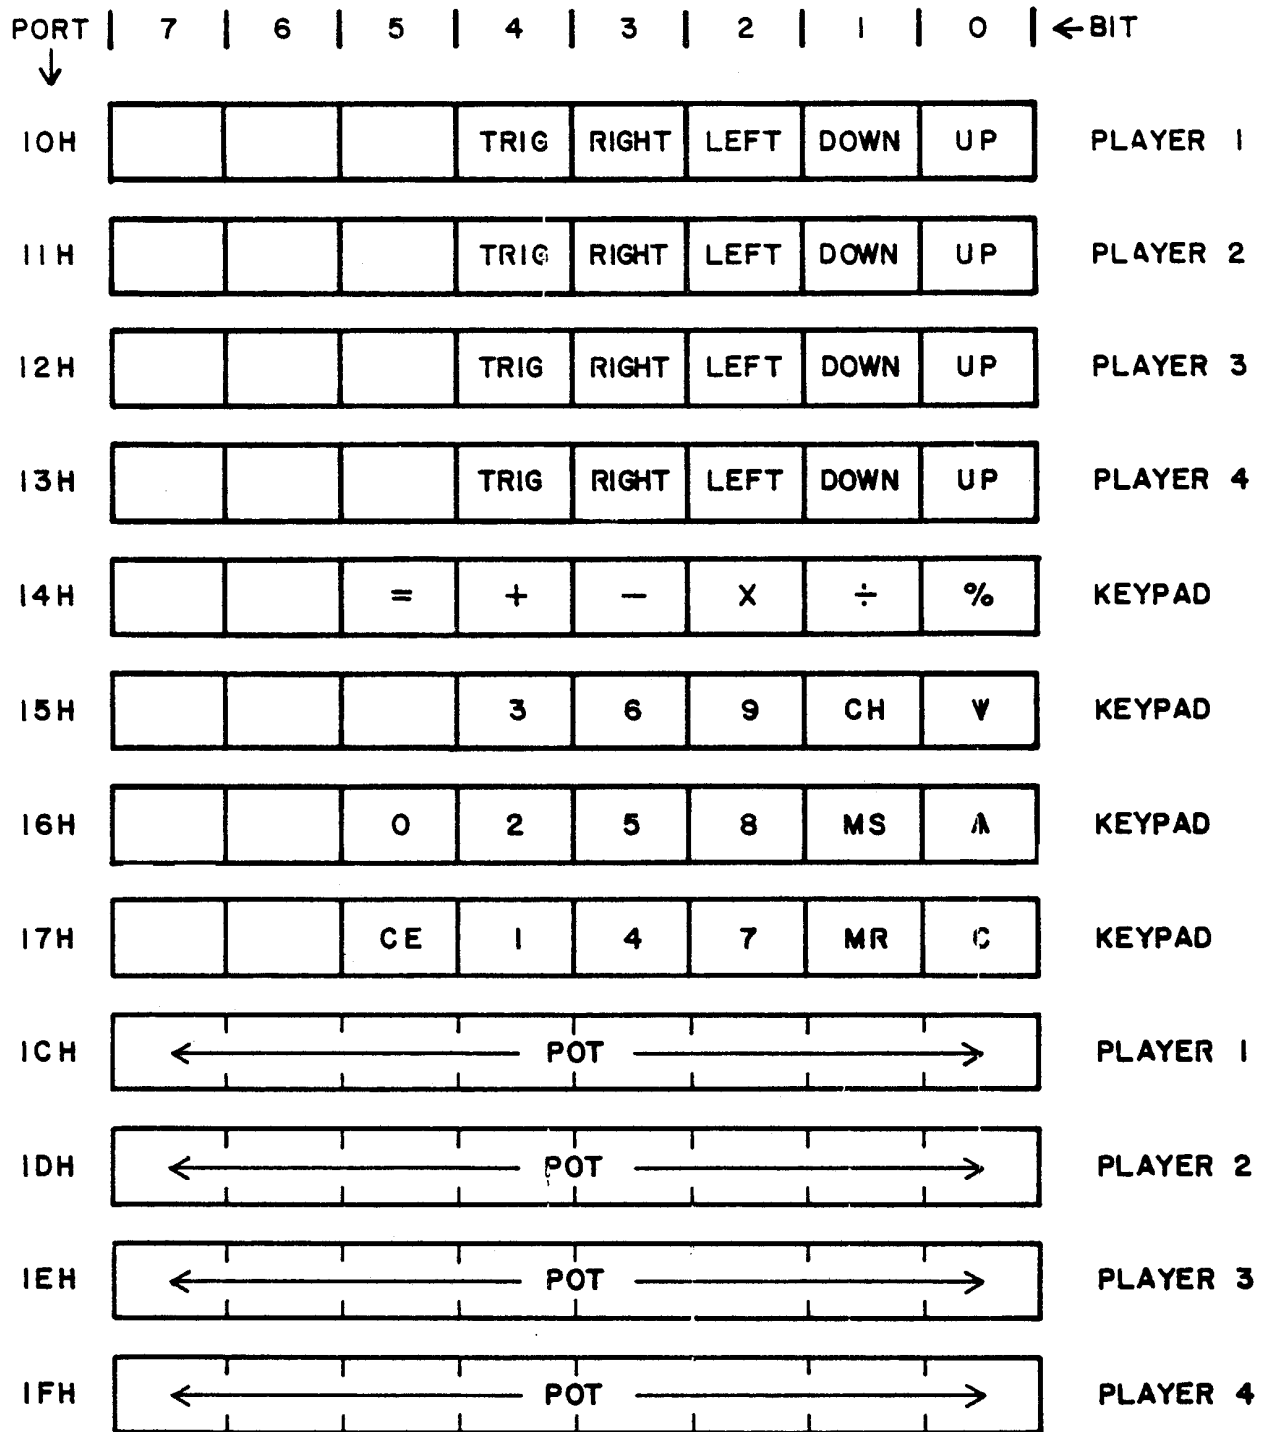 PORT 7 6 5 4 3 2 1 0 ←BIT
↓
10H TRIG RIGHT LEFT DOWN UP PLAYER 1
11H TRIG RIGHT LEFT DOWN UP PLAYER 2
12H TRIG RIGHT LEFT DOWN UP PLAYER 3
13H TRIG RIGHT LEFT DOWN UP PLAYER 4
14H = + − X ÷ % KEYPAD
15H 3 6 9 CH ↓ KEYPAD
16H 0 2 5 8 MS ↑ KEYPAD
17H CE 1 4 7 MR C KEYPAD
1CH ← POT → PLAYER 1
1DH ← POT → PLAYER 2
1EH ← POT → PLAYER 3
1FH ← POT → PLAYER 4